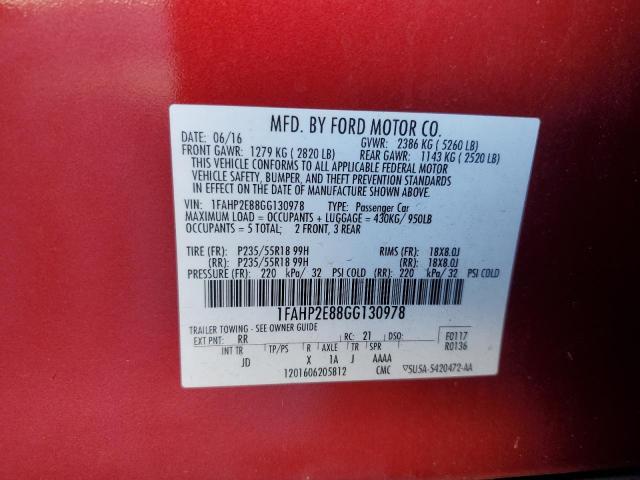 MFD. BY FORD MOTOR CO.
DATE: 06/16 GVWR: 2386 KG ( 5260 LB)
FRONT GAWR: 1279 KG ( 2820 LB) REAR GAWR: 1143 KG ( 2520 LB)
THIS VEHICLE CONFORMS TO ALL APPLICABLE FEDERAL MOTOR
VEHICLE SAFETY, BUMPER, AND THEFT PREVENTION STANDARDS
IN EFFECT ON THE DATE OF MANUFACTURE SHOWN ABOVE.
VIN: 1FAHP2E88GG130978 TYPE: Passenger Car
MAXIMUM LOAD = OCCUPANTS + LUGGAGE = 430KG/ 950LB
OCCUPANTS = 5 TOTAL; 2 FRONT, 3 REAR
TIRE (FR): P235/55R18 99H RIMS (FR): 18X8.0J
(RR): P235/55R18 99H (RR): 18X8.0J
PRESSURE (FR): 220 kPa/ 32 PSI COLD (RR): 220 kPa/ 32 PSI COLD
1FAHP2E88GG130978
TRAILER TOWING - SEE OWNER GUIDE
EXT PNT: RR RC: 21 DSO: F0117
INT TR TP/PS R AXLE TR SPR R0136
JD X 1A J AAAA
1201606205812 CMC ▽5U5A-5420472-AA